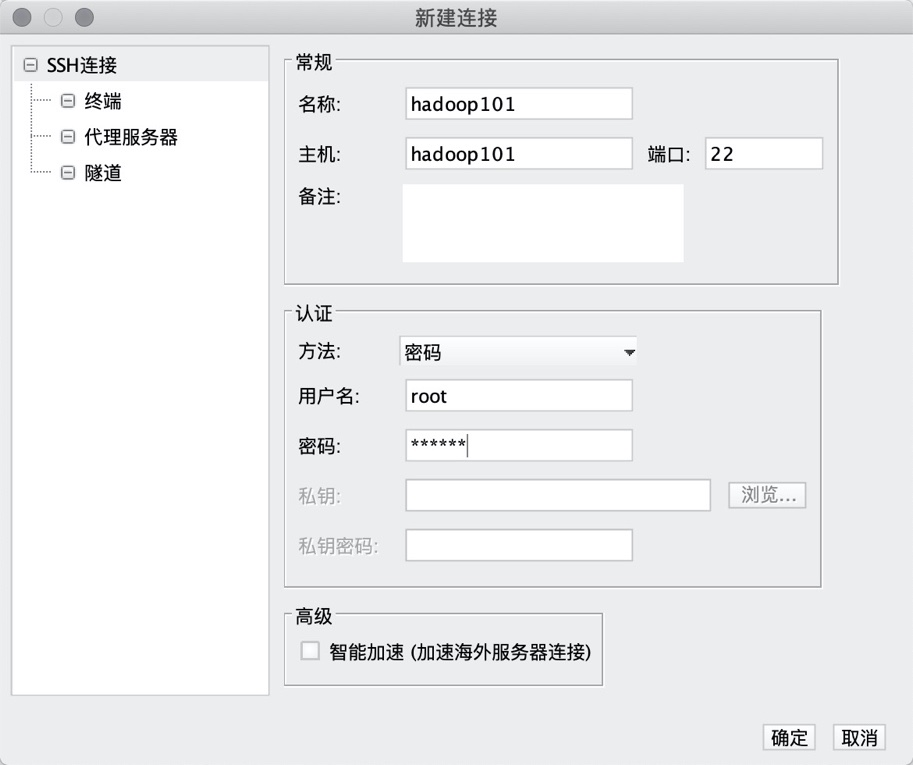 新建连接
SSH连接
终端
代理服务器
隧道
常规
名称: hadoop101
主机: hadoop101 端口: 22
备注:
认证
方法: 密码
用户名: root
密码: ******
私钥: 浏览...
私钥密码:
高级
智能加速 (加速海外服务器连接)
确定 取消